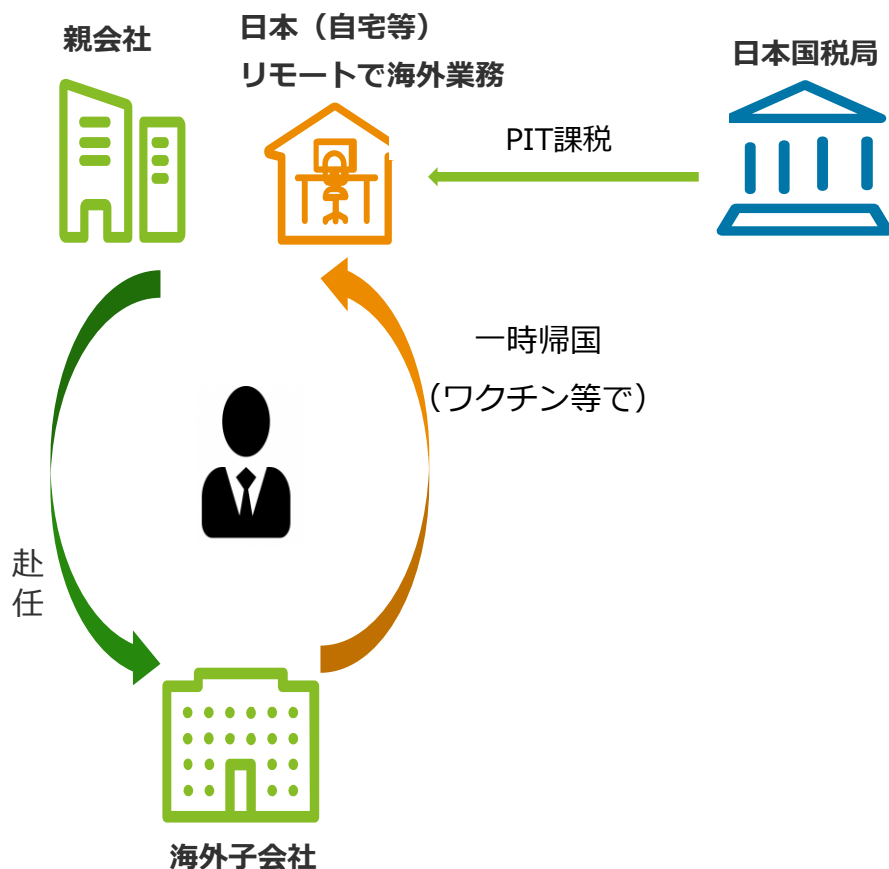 親会社
日本（自宅等）
リモートで海外業務
日本国税局
PIT課税
一時帰国
（ワクチン等で）
赴
任
海外子会社